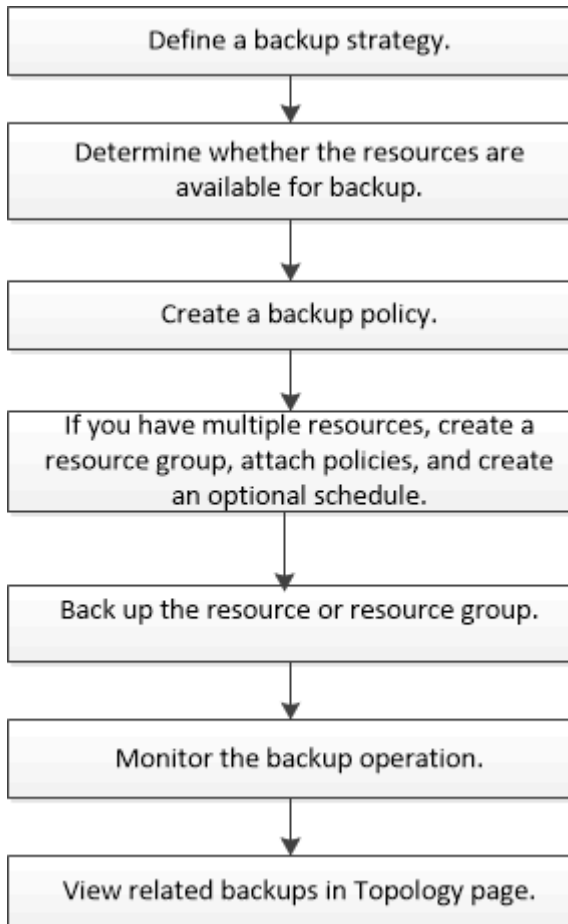 Define a backup strategy.
Determine whether the resources are
available for backup.
Create a backup policy.
If you have multiple resources, create a
resource group, attach policies, and create
an optional schedule.
Back up the resource or resource group.
Monitor the backup operation.
View related backups in Topology page.